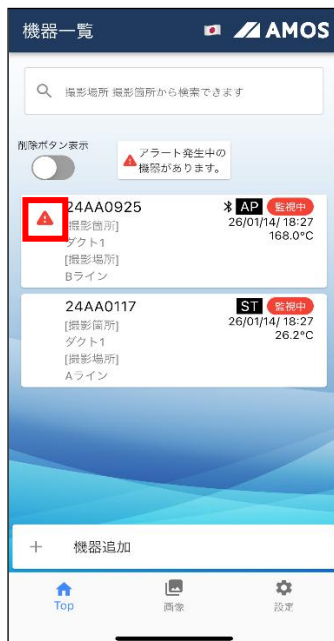 機器一覧
AMOS
撮影場所 撮影箇所から検索できます
削除ボタン表示
アラート発生中の
機器があります。
24AA0925
AP 監視中
[撮影箇所]
26/01/14/ 18:27
ダクト1
168.0°C
[撮影場所]
Bライン
24AA0117
ST 監視中
[撮影箇所]
26/01/14/ 18:27
ダクト1
26.2°C
[撮影場所]
Aライン
+ 機器追加
Top
画像
設定